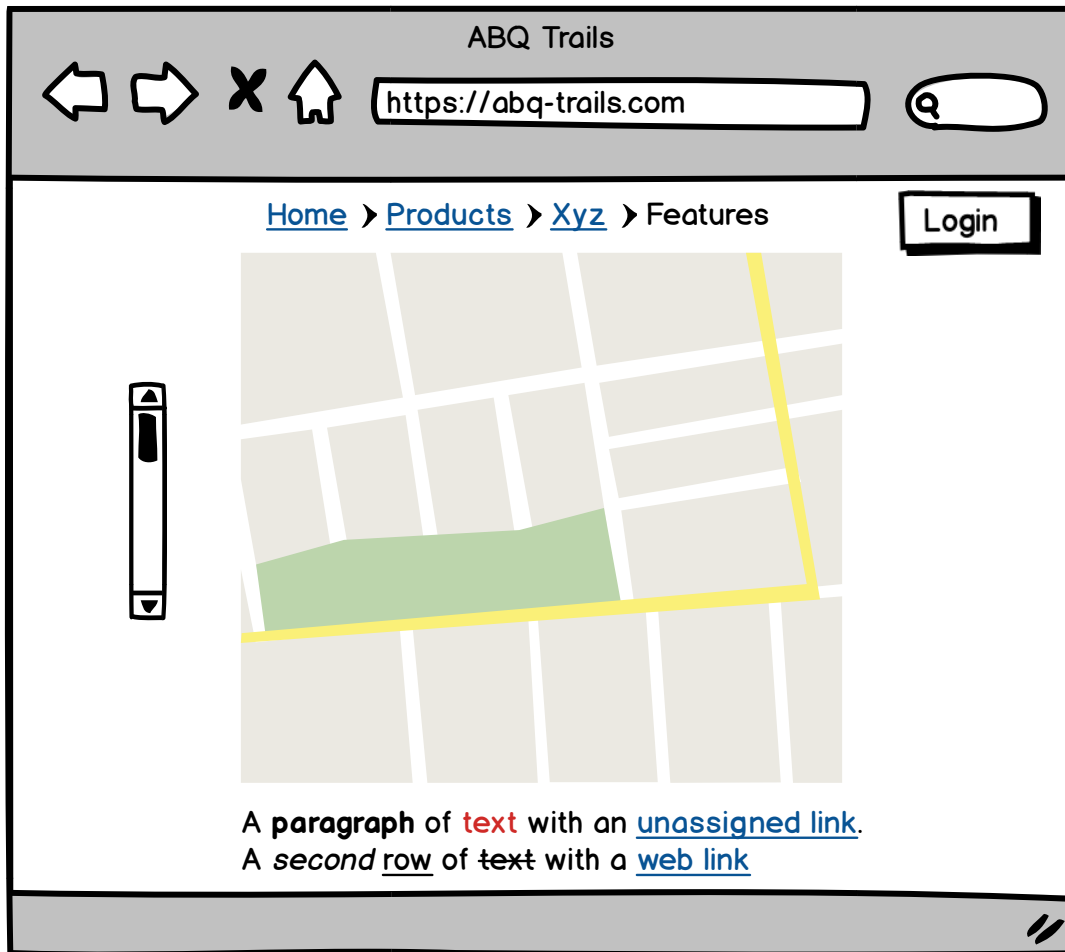 ABQ Trails
https://abq-trails.com
Home Products Xyz Features
Login
A paragraph of text with an unassigned link.
A second row of text with a web link